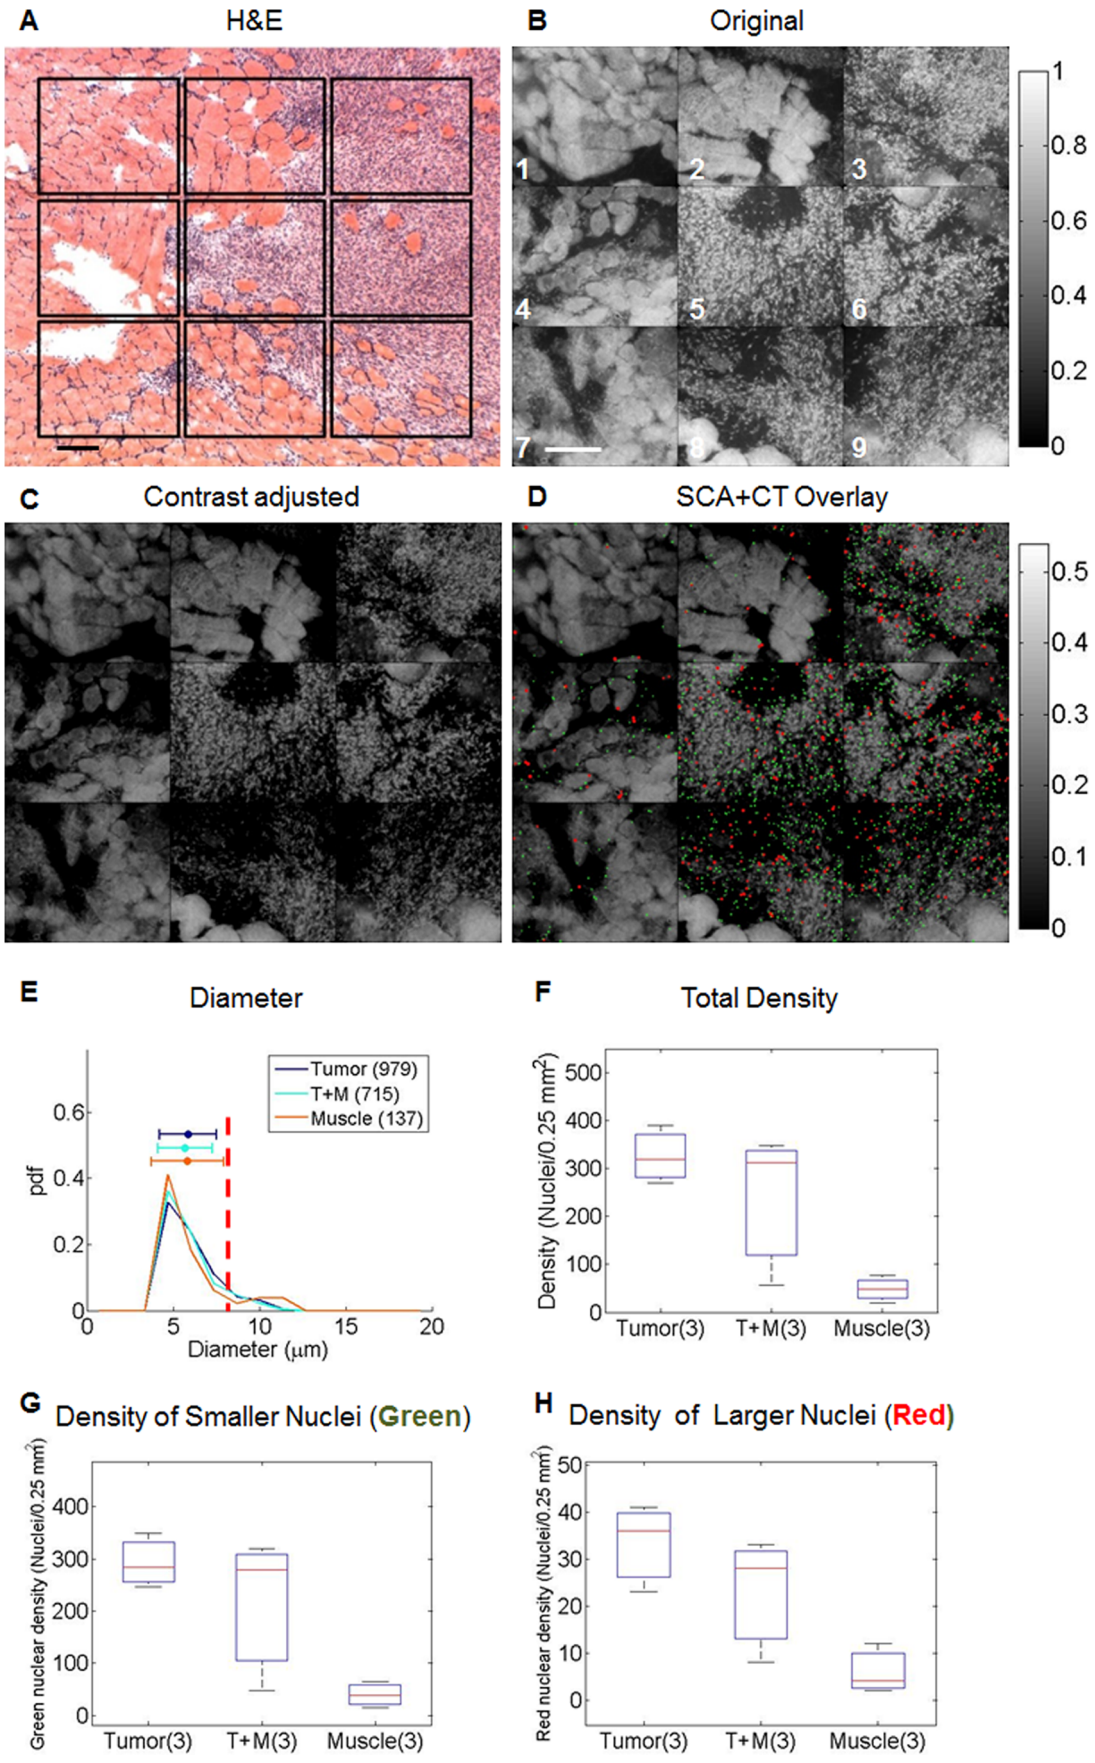 A H&E
B Original
1
2
3
4
5
6
7
8
9
1
0.8
0.6
0.4
0.2
0
C Contrast adjusted
D SCA+CT Overlay
0.5
0.4
0.3
0.2
0.1
0
E Diameter
Tumor (979)
T+M (715)
Muscle (137)
pdf
0.6
0.4
0.2
0
0 5 10 15 20
Diameter (μm)
F Total Density
Density (Nuclei/0.25 mm²)
500
400
300
200
100
0
Tumor(3) T+M(3) Muscle(3)
G Density of Smaller Nuclei (Green)
Green nuclear density (Nuclei/0.25 mm²)
400
300
200
100
0
Tumor(3) T+M(3) Muscle(3)
H Density of Larger Nuclei (Red)
Red nuclear density (Nuclei/0.25 mm²)
50
40
30
20
10
0
Tumor(3) T+M(3) Muscle(3)